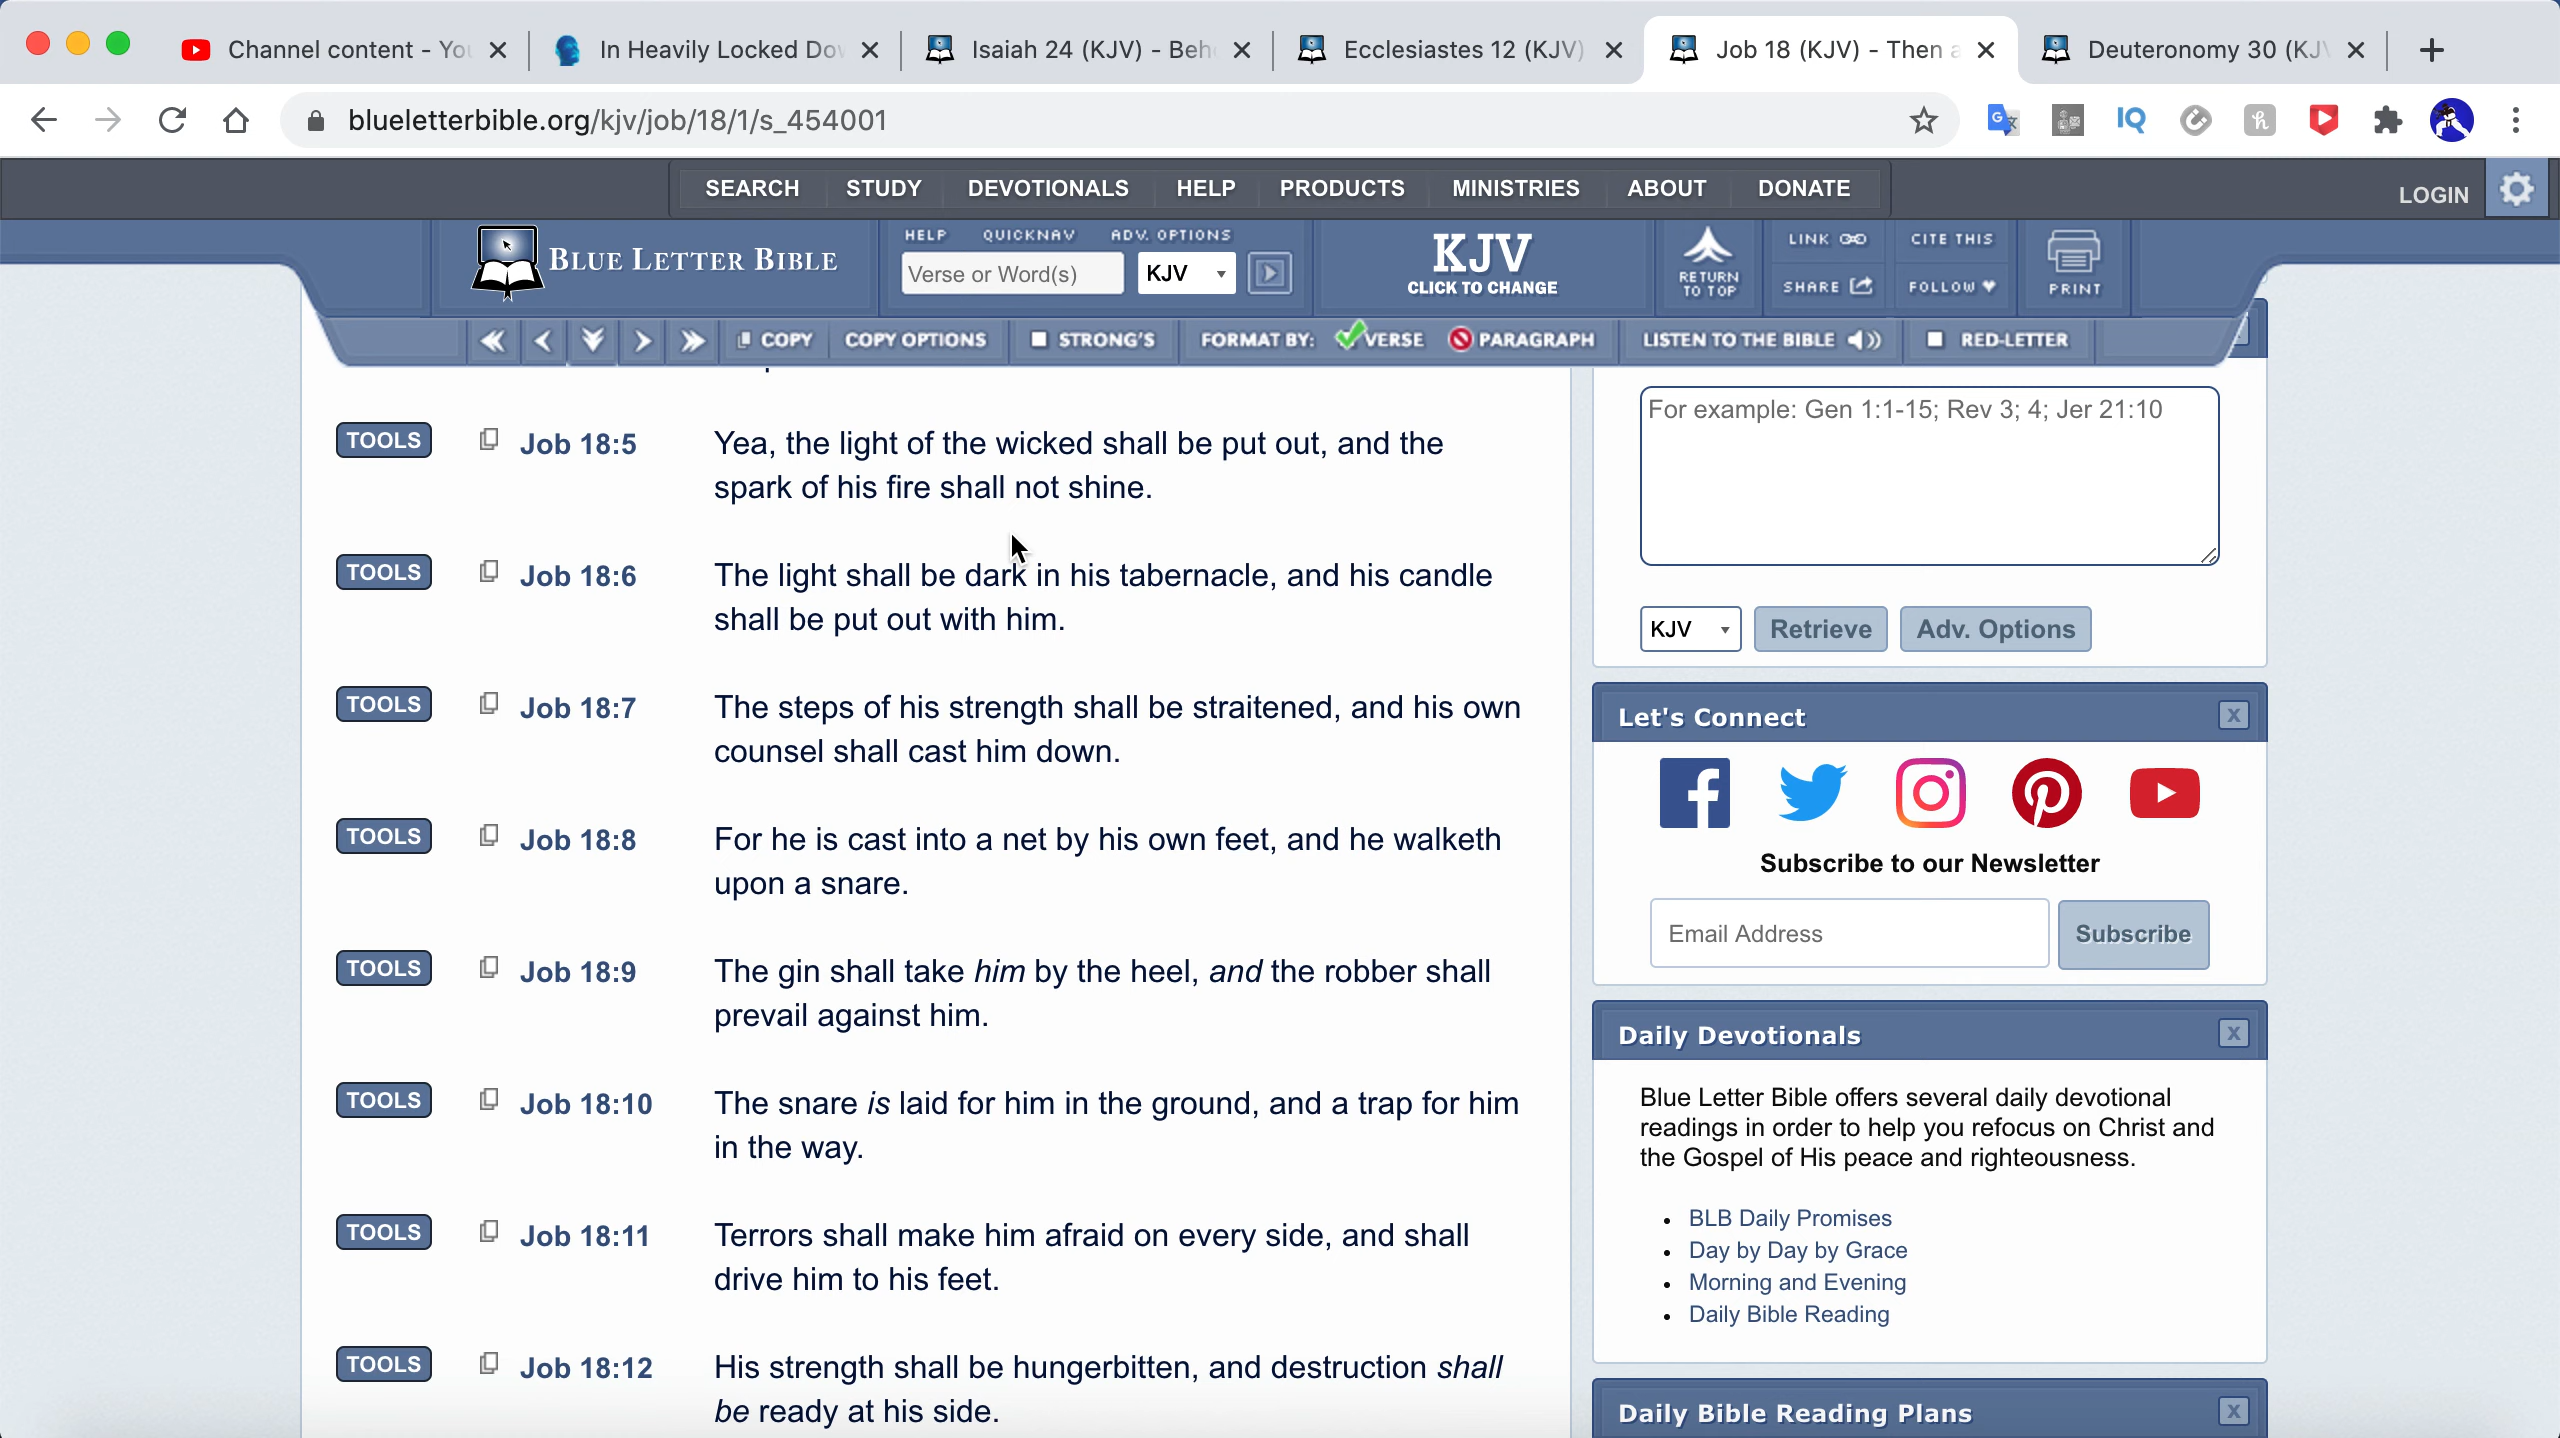 Channel content - You
In Heavily Locked Dow
Isaiah 24 (KJV) - Beh
Ecclesiastes 12 (KJV)
Job 18 (KJV) - Then a
Deuteronomy 30 (KJV
blueletterbible.org/kjv/job/18/1/s_454001
IQ
SEARCH STUDY DEVOTIONALS HELP PRODUCTS MINISTRIES ABOUT DONATE
LOGIN
BLUE LETTER BIBLE
HELP QUICKNAV ADV. OPTIONS
Verse or Word(s)
KJV
KJV
CLICK TO CHANGE
RETURN
TO TOP
LINK
CITE THIS
SHARE
FOLLOW
PRINT
COPY
COPY OPTIONS
STRONG'S
FORMAT BY: VERSE PARAGRAPH
LISTEN TO THE BIBLE
RED-LETTER
TOOLS Job 18:5 Yea, the light of the wicked shall be put out, and the
spark of his fire shall not shine.
TOOLS Job 18:6 The light shall be dark in his tabernacle, and his candle
shall be put out with him.
TOOLS Job 18:7 The steps of his strength shall be straitened, and his own
counsel shall cast him down.
TOOLS Job 18:8 For he is cast into a net by his own feet, and he walketh
upon a snare.
TOOLS Job 18:9 The gin shall take him by the heel, and the robber shall
prevail against him.
TOOLS Job 18:10 The snare is laid for him in the ground, and a trap for him
in the way.
TOOLS Job 18:11 Terrors shall make him afraid on every side, and shall
drive him to his feet.
TOOLS Job 18:12 His strength shall be hungerbitten, and destruction shall
be ready at his side.
For example: Gen 1:1-15; Rev 3; 4; Jer 21:10
KJV Retrieve Adv. Options
Let's Connect
X
Subscribe to our Newsletter
Email Address
Subscribe
Daily Devotionals
X
Blue Letter Bible offers several daily devotional
readings in order to help you refocus on Christ and
the Gospel of His peace and righteousness.
• BLB Daily Promises
• Day by Day by Grace
• Morning and Evening
• Daily Bible Reading
Daily Bible Reading Plans
X